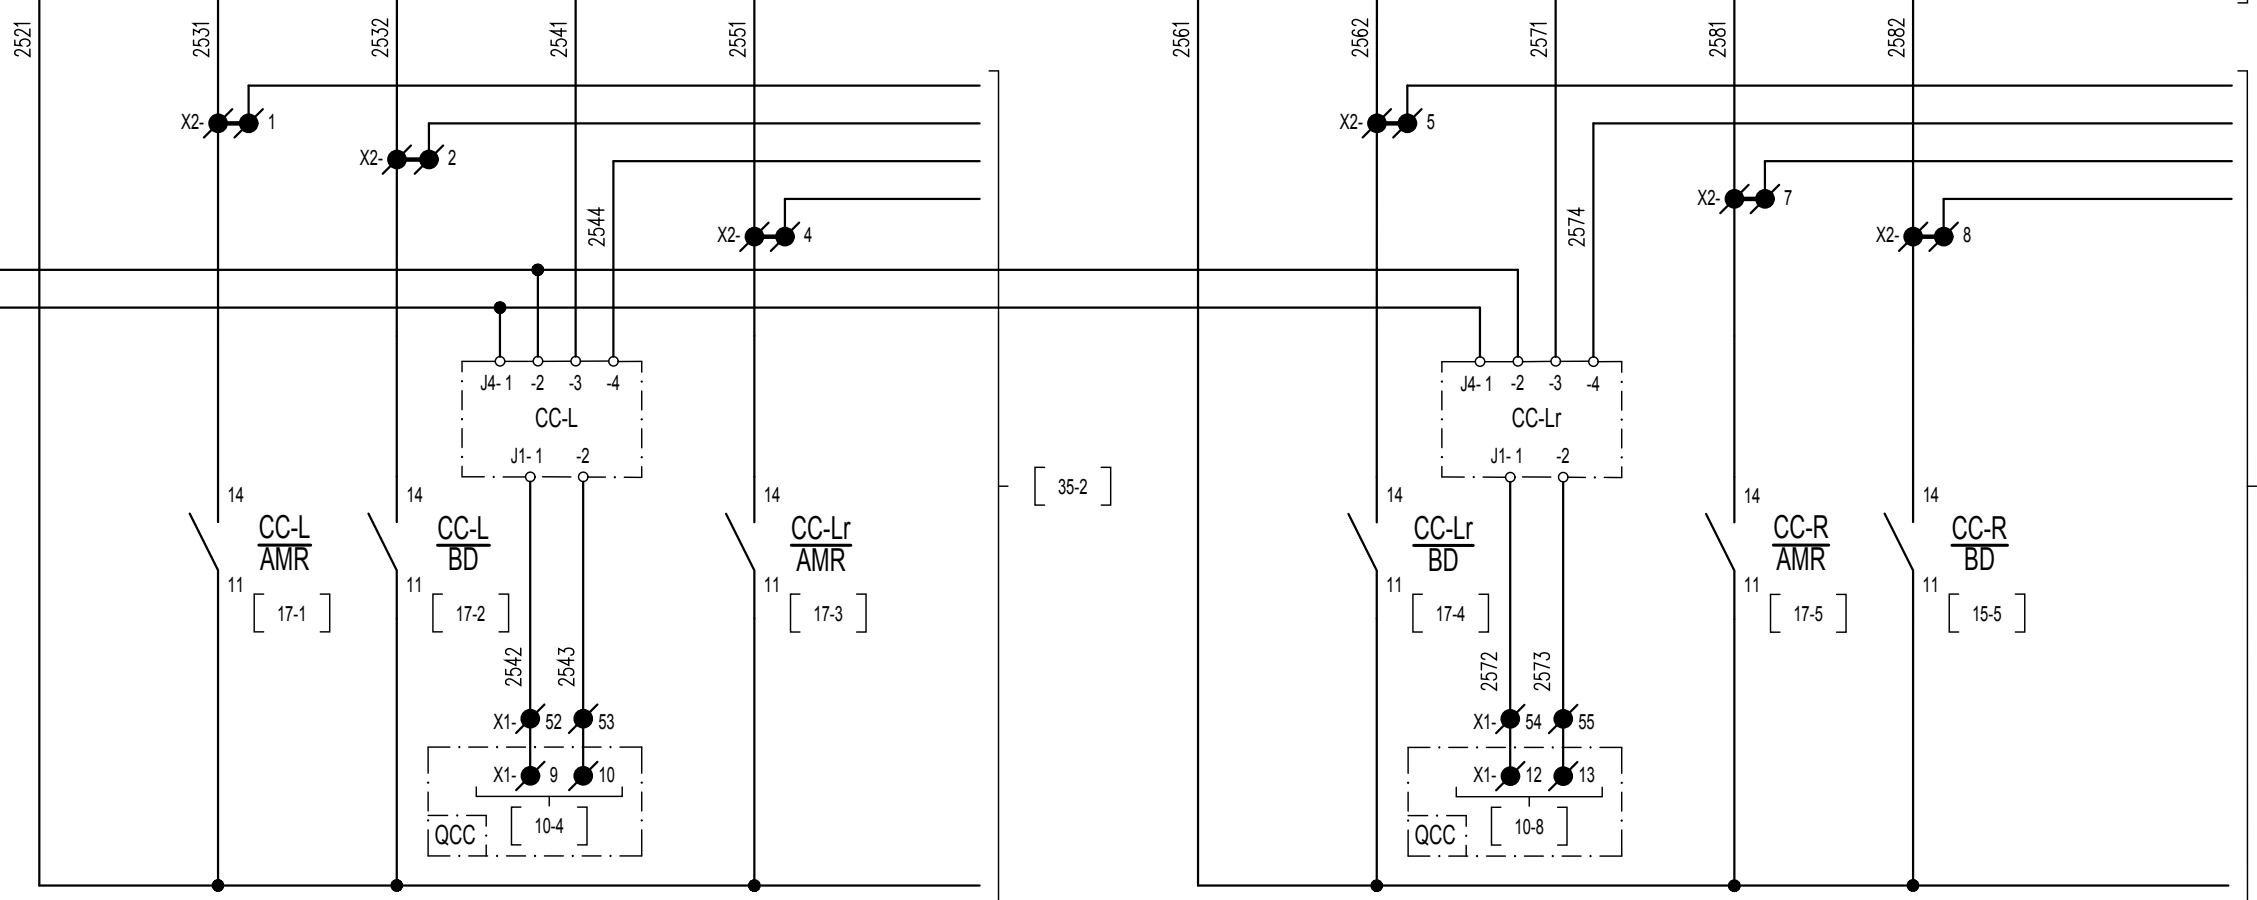 2521
2531
2532
2541
2551
2561
2562
2571
2581
2582
X2- 1
X2- 5
X2- 2
X2- 7
2544
2574
X2- 4
X2- 8
J4- 1 -2 -3 -4
J4- 1 -2 -3 -4
CC-L
CC-Lr
J1- 1 -2
J1- 1 -2
35-2
14
14
14
14
14
14
CC-L
AMR
CC-L
BD
CC-Lr
AMR
CC-Lr
BD
CC-R
AMR
CC-R
BD
11
11
11
11
11
11
17-1
17-2
17-3
17-4
17-5
15-5
2542
2543
2572
2573
X1- 52 53
X1- 54 55
X1- 9 10
X1- 12 13
QCC
10-4
QCC
10-8